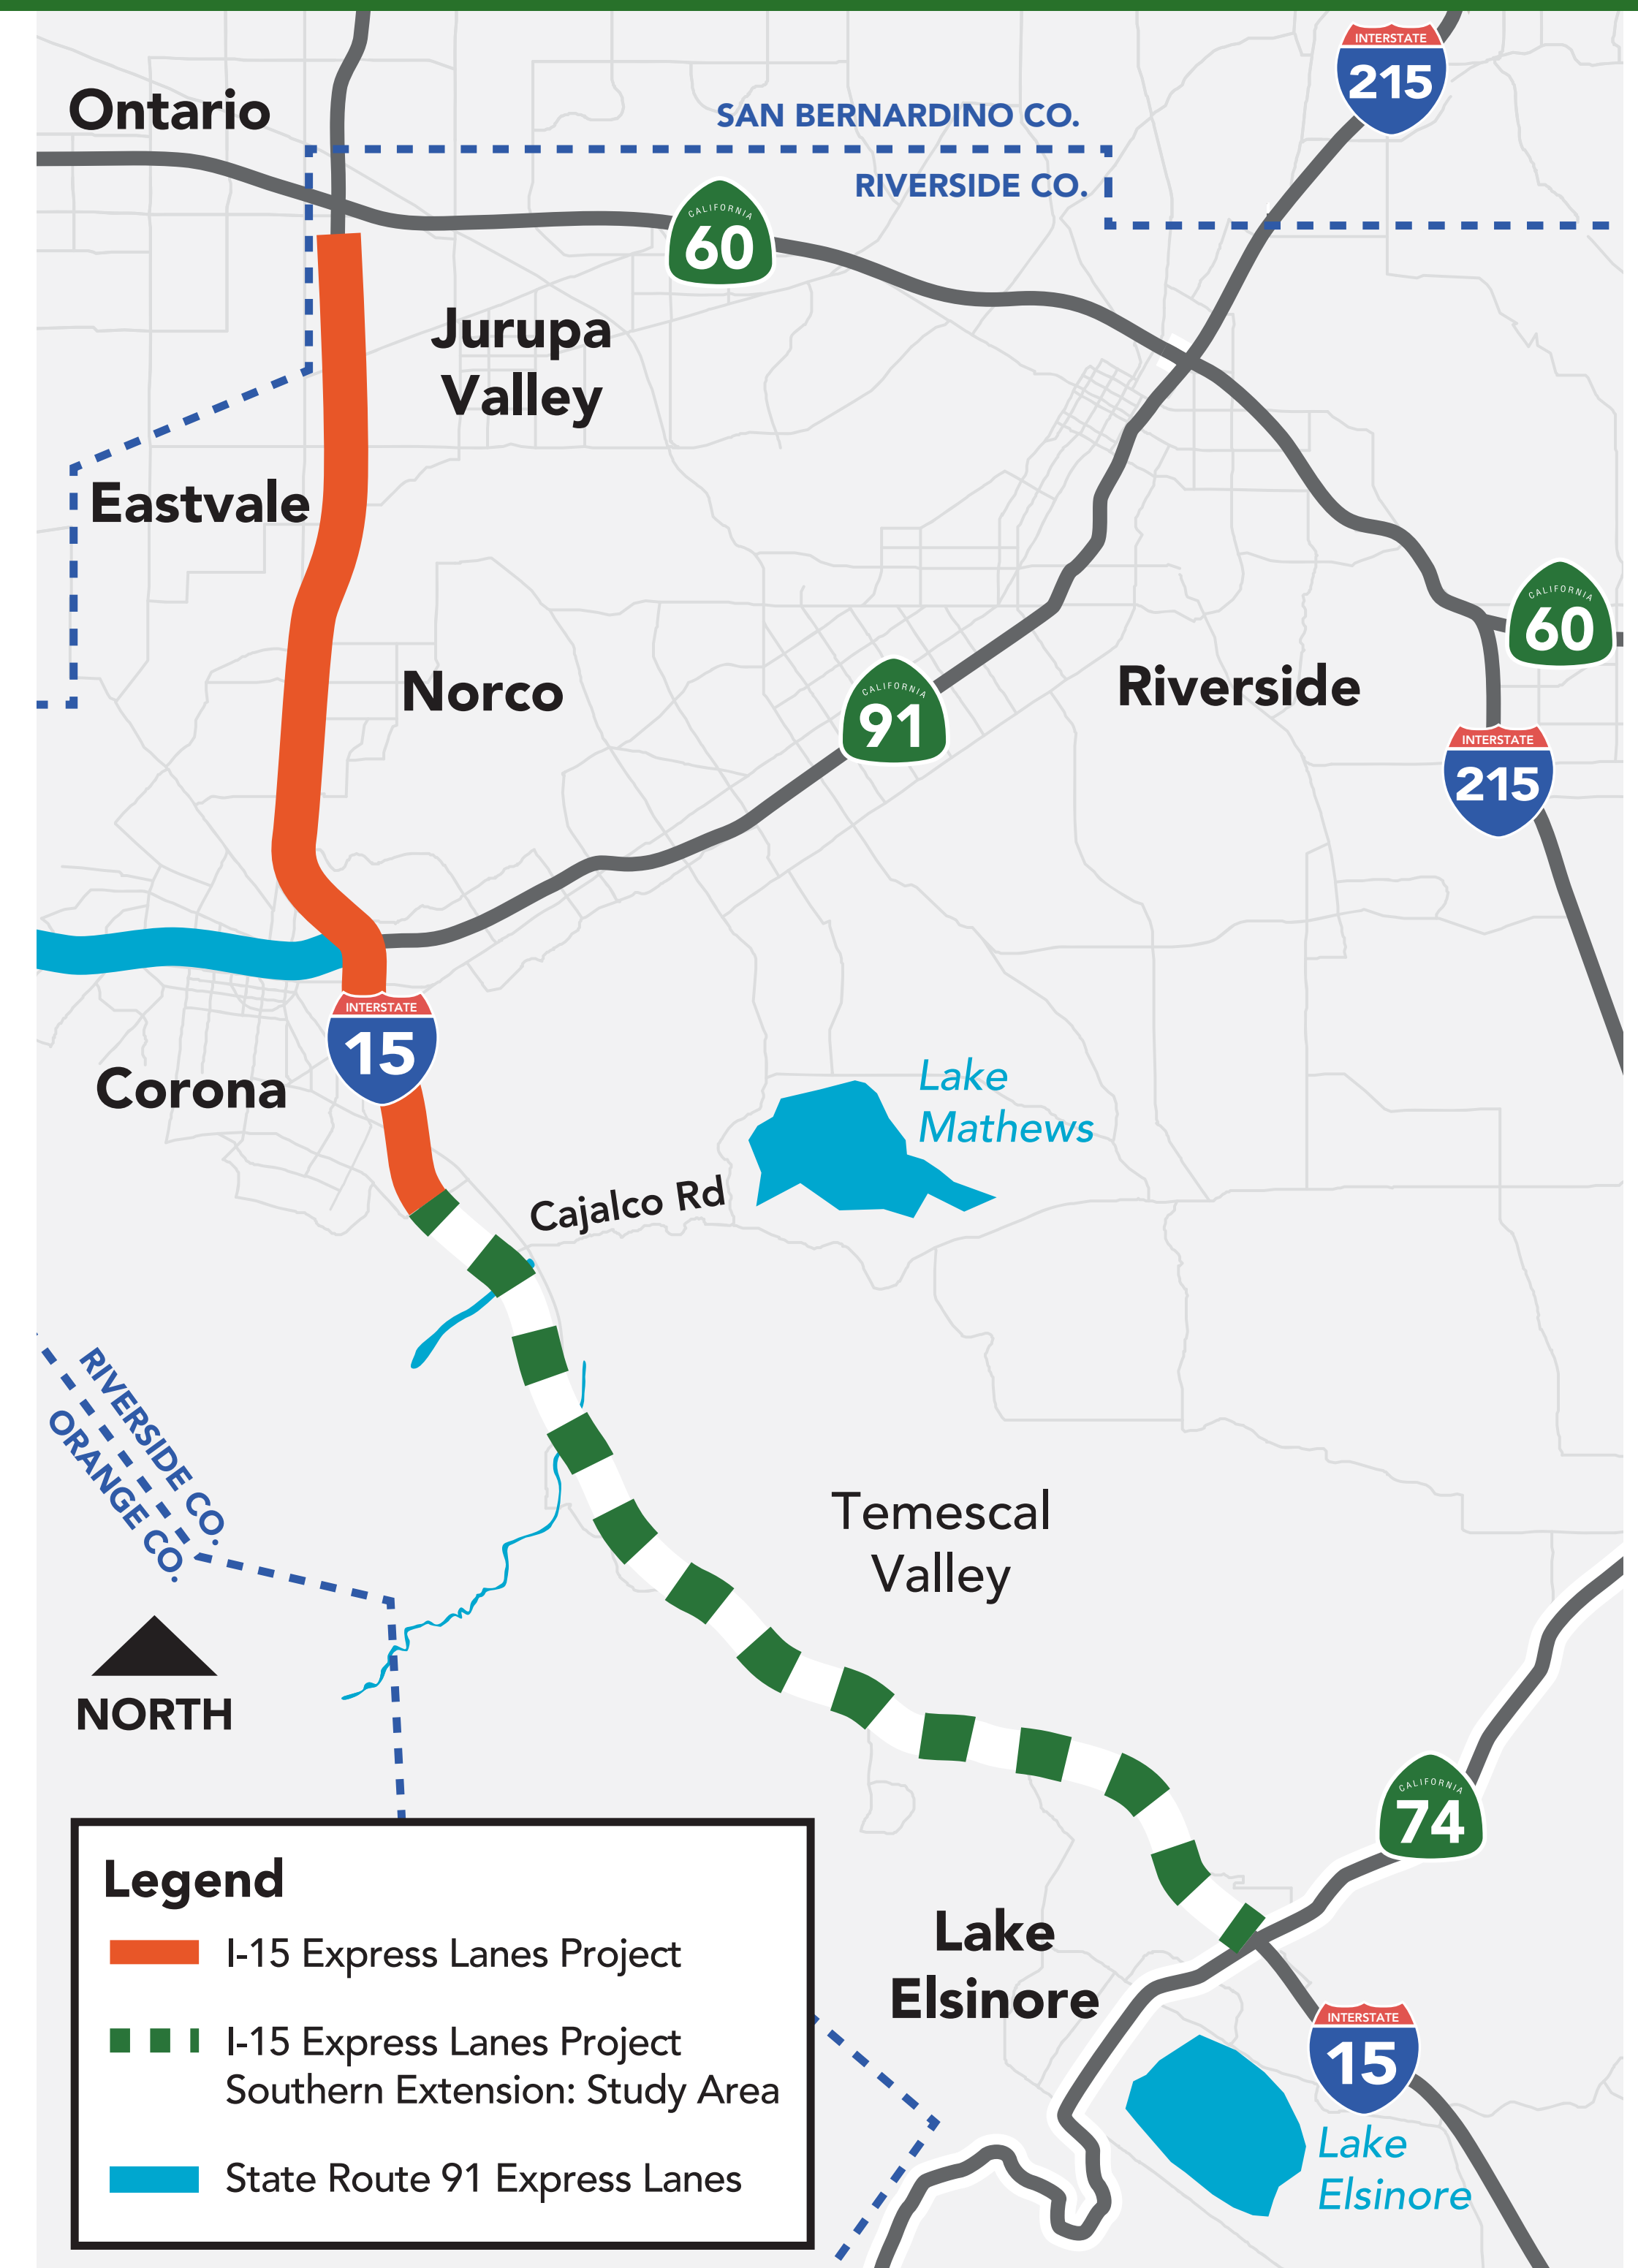 INTERSTATE
215
Ontario
SAN BERNARDINO CO.
RIVERSIDE CO.
CALIFORNIA
60
Jurupa
Valley
Eastvale
CALIFORNIA
60
Norco
Riverside
CALIFORNIA
91
INTERSTATE
215
INTERSTATE
15
Corona
Lake
Mathews
Cajalco Rd
RIVERSIDE CO.
ORANGE CO.
Temescal
Valley
NORTH
CALIFORNIA
74
Lake
Elsinore
INTERSTATE
15
Lake
Elsinore
Legend
I-15 Express Lanes Project
I-15 Express Lanes Project
Southern Extension: Study Area
State Route 91 Express Lanes